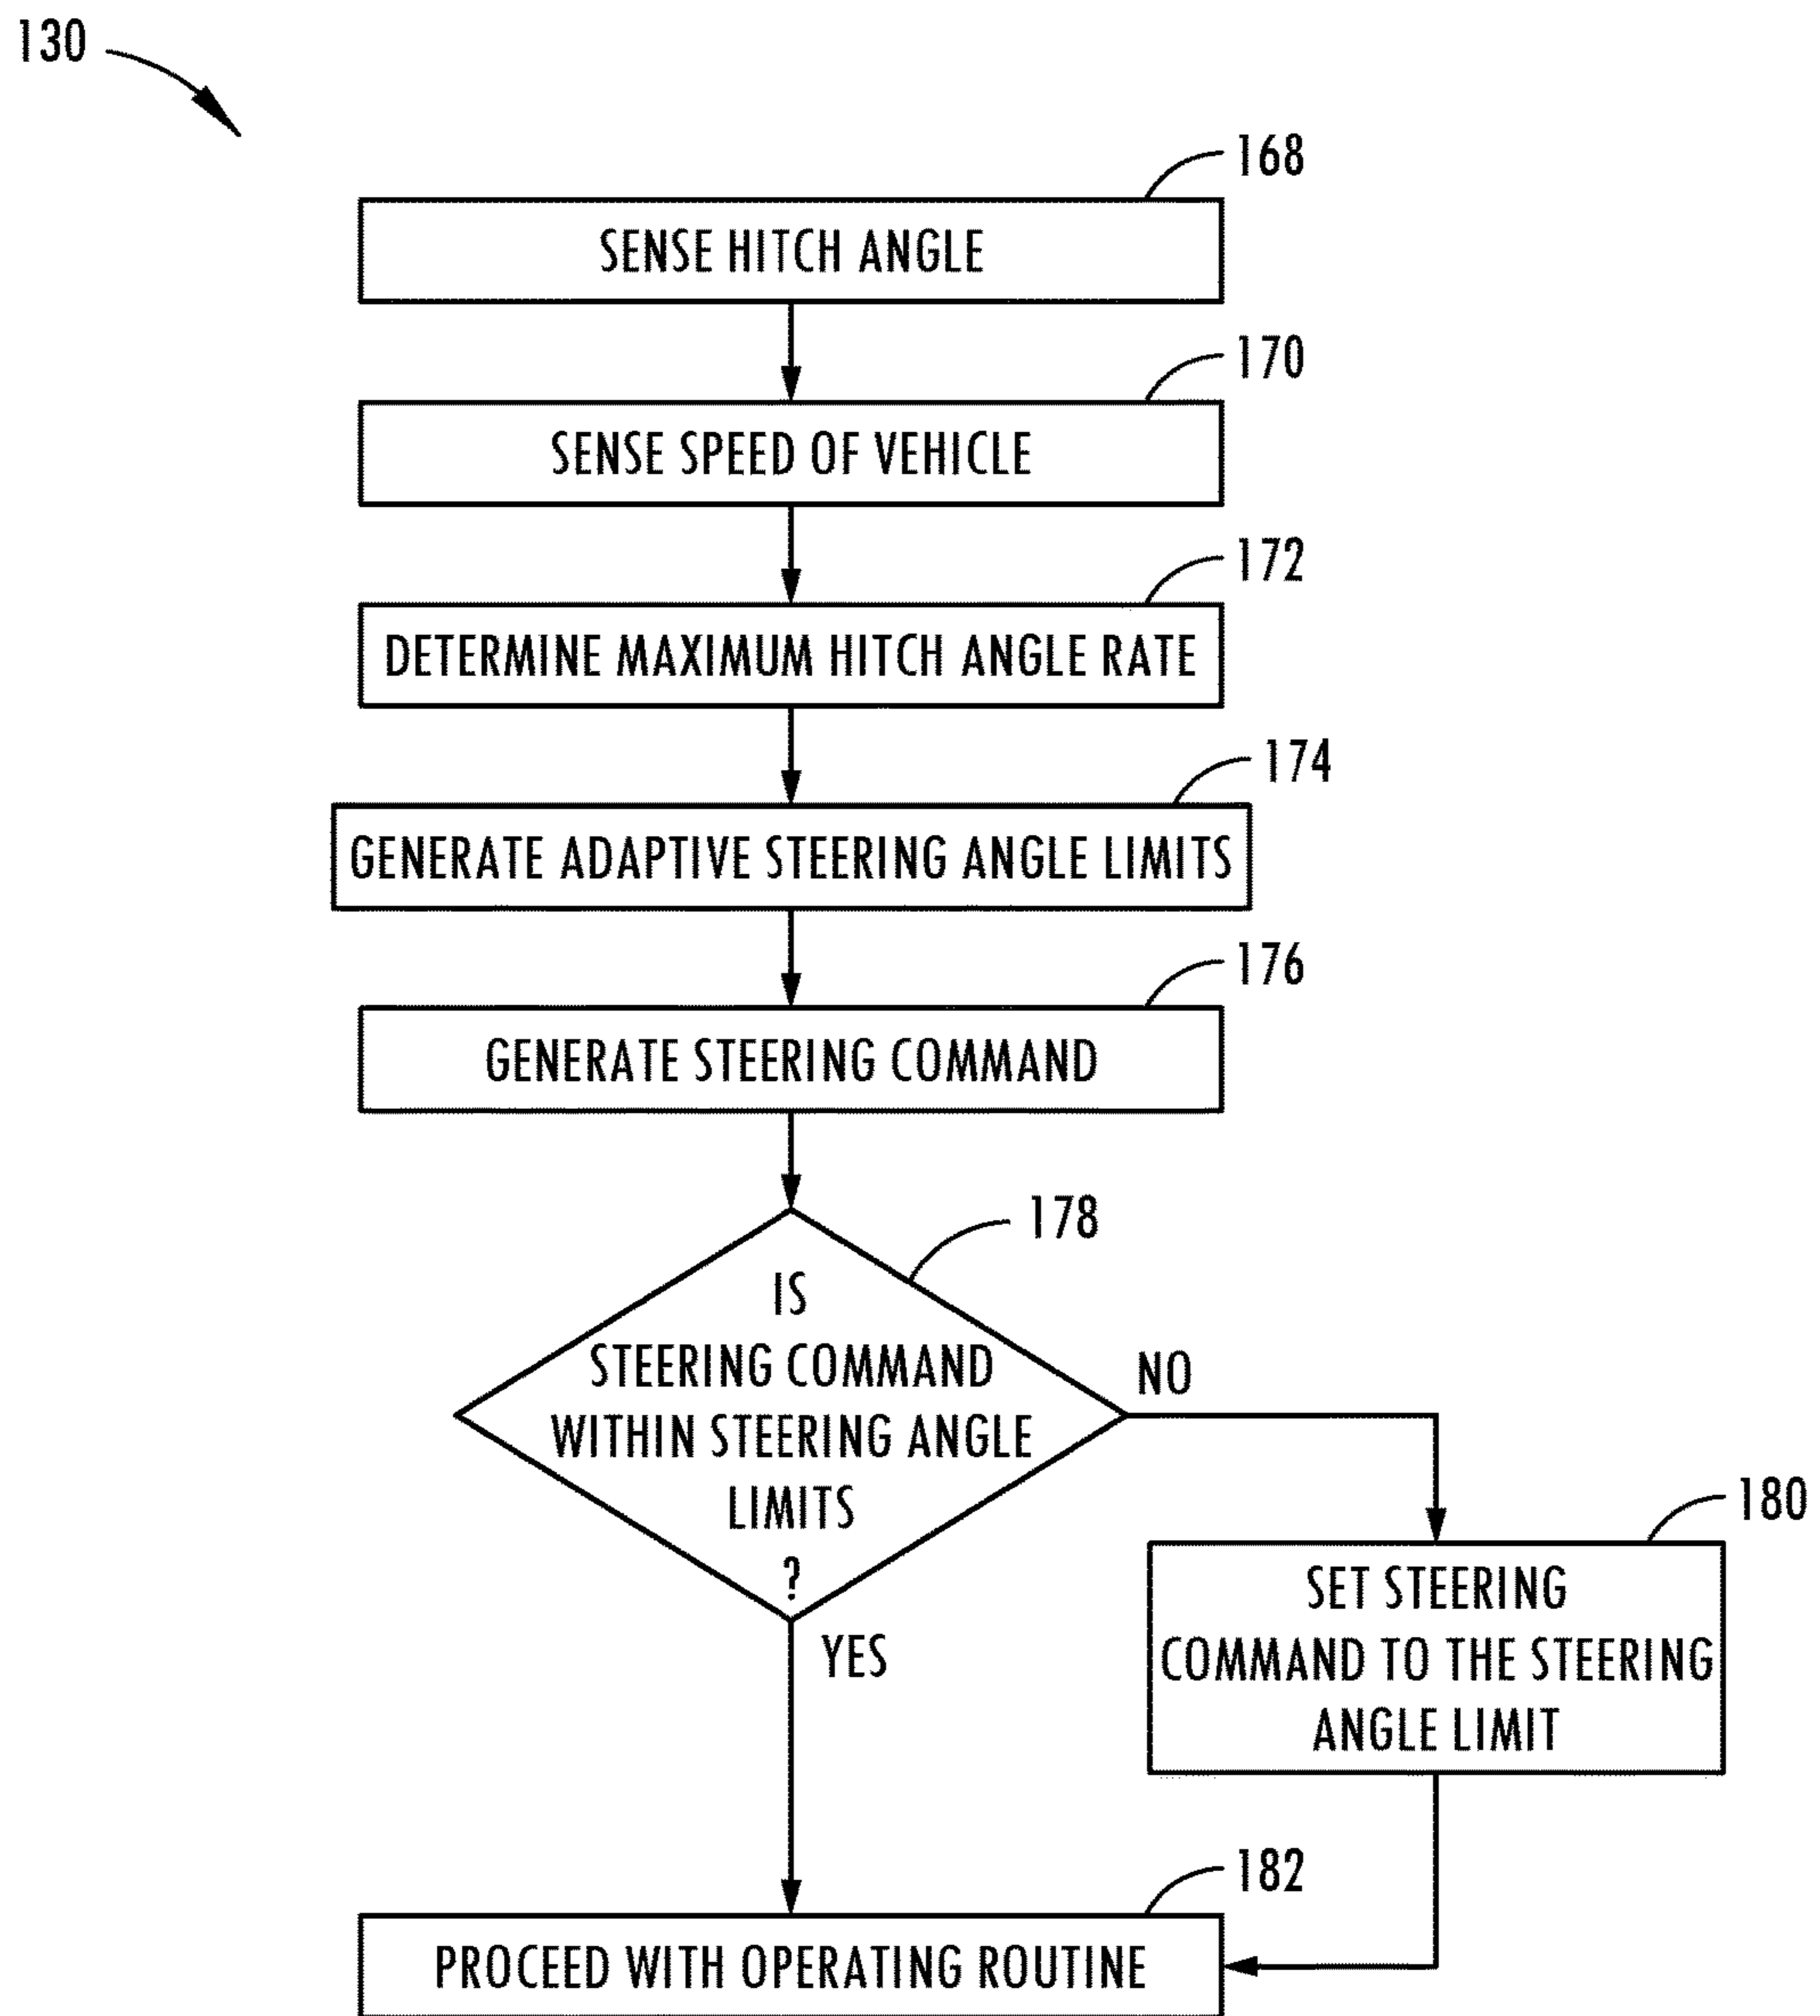 130
168
SENSE HITCH ANGLE
170
SENSE SPEED OF VEHICLE
172
DETERMINE MAXIMUM HITCH ANGLE RATE
174
GENERATE ADAPTIVE STEERING ANGLE LIMITS
176
GENERATE STEERING COMMAND
178
IS
STEERING COMMAND
WITHIN STEERING ANGLE
LIMITS
?
NO
YES
180
SET STEERING
COMMAND TO THE STEERING
ANGLE LIMIT
182
PROCEED WITH OPERATING ROUTINE